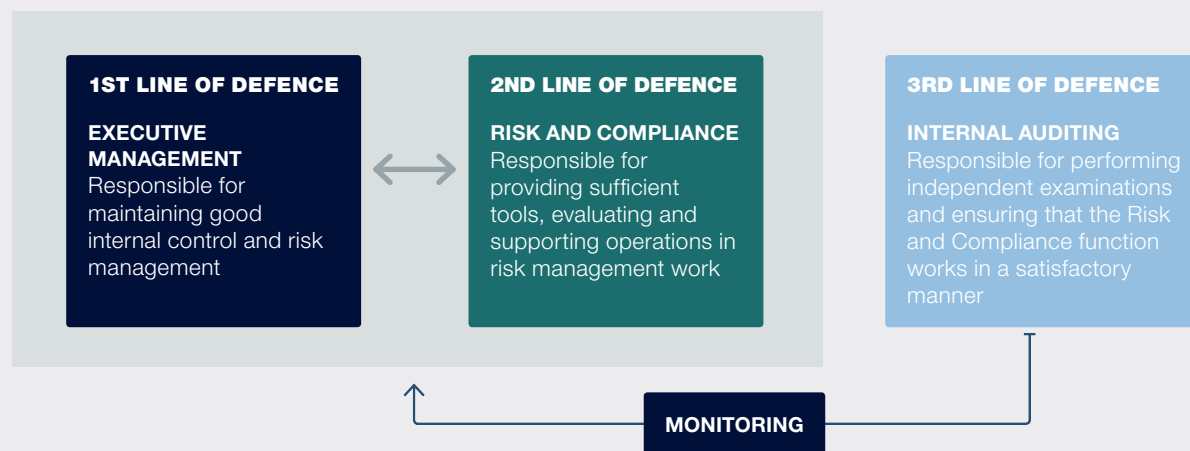 1ST LINE OF DEFENCE
EXECUTIVE
MANAGEMENT
Responsible for
maintaining good
internal control and risk
management
2ND LINE OF DEFENCE
RISK AND COMPLIANCE
Responsible for
providing sufficient
tools, evaluating and
supporting operations in
risk management work
3RD LINE OF DEFENCE
INTERNAL AUDITING
Responsible for performing
independent examinations
and ensuring that the Risk
and Compliance function
works in a satisfactory
manner
MONITORING